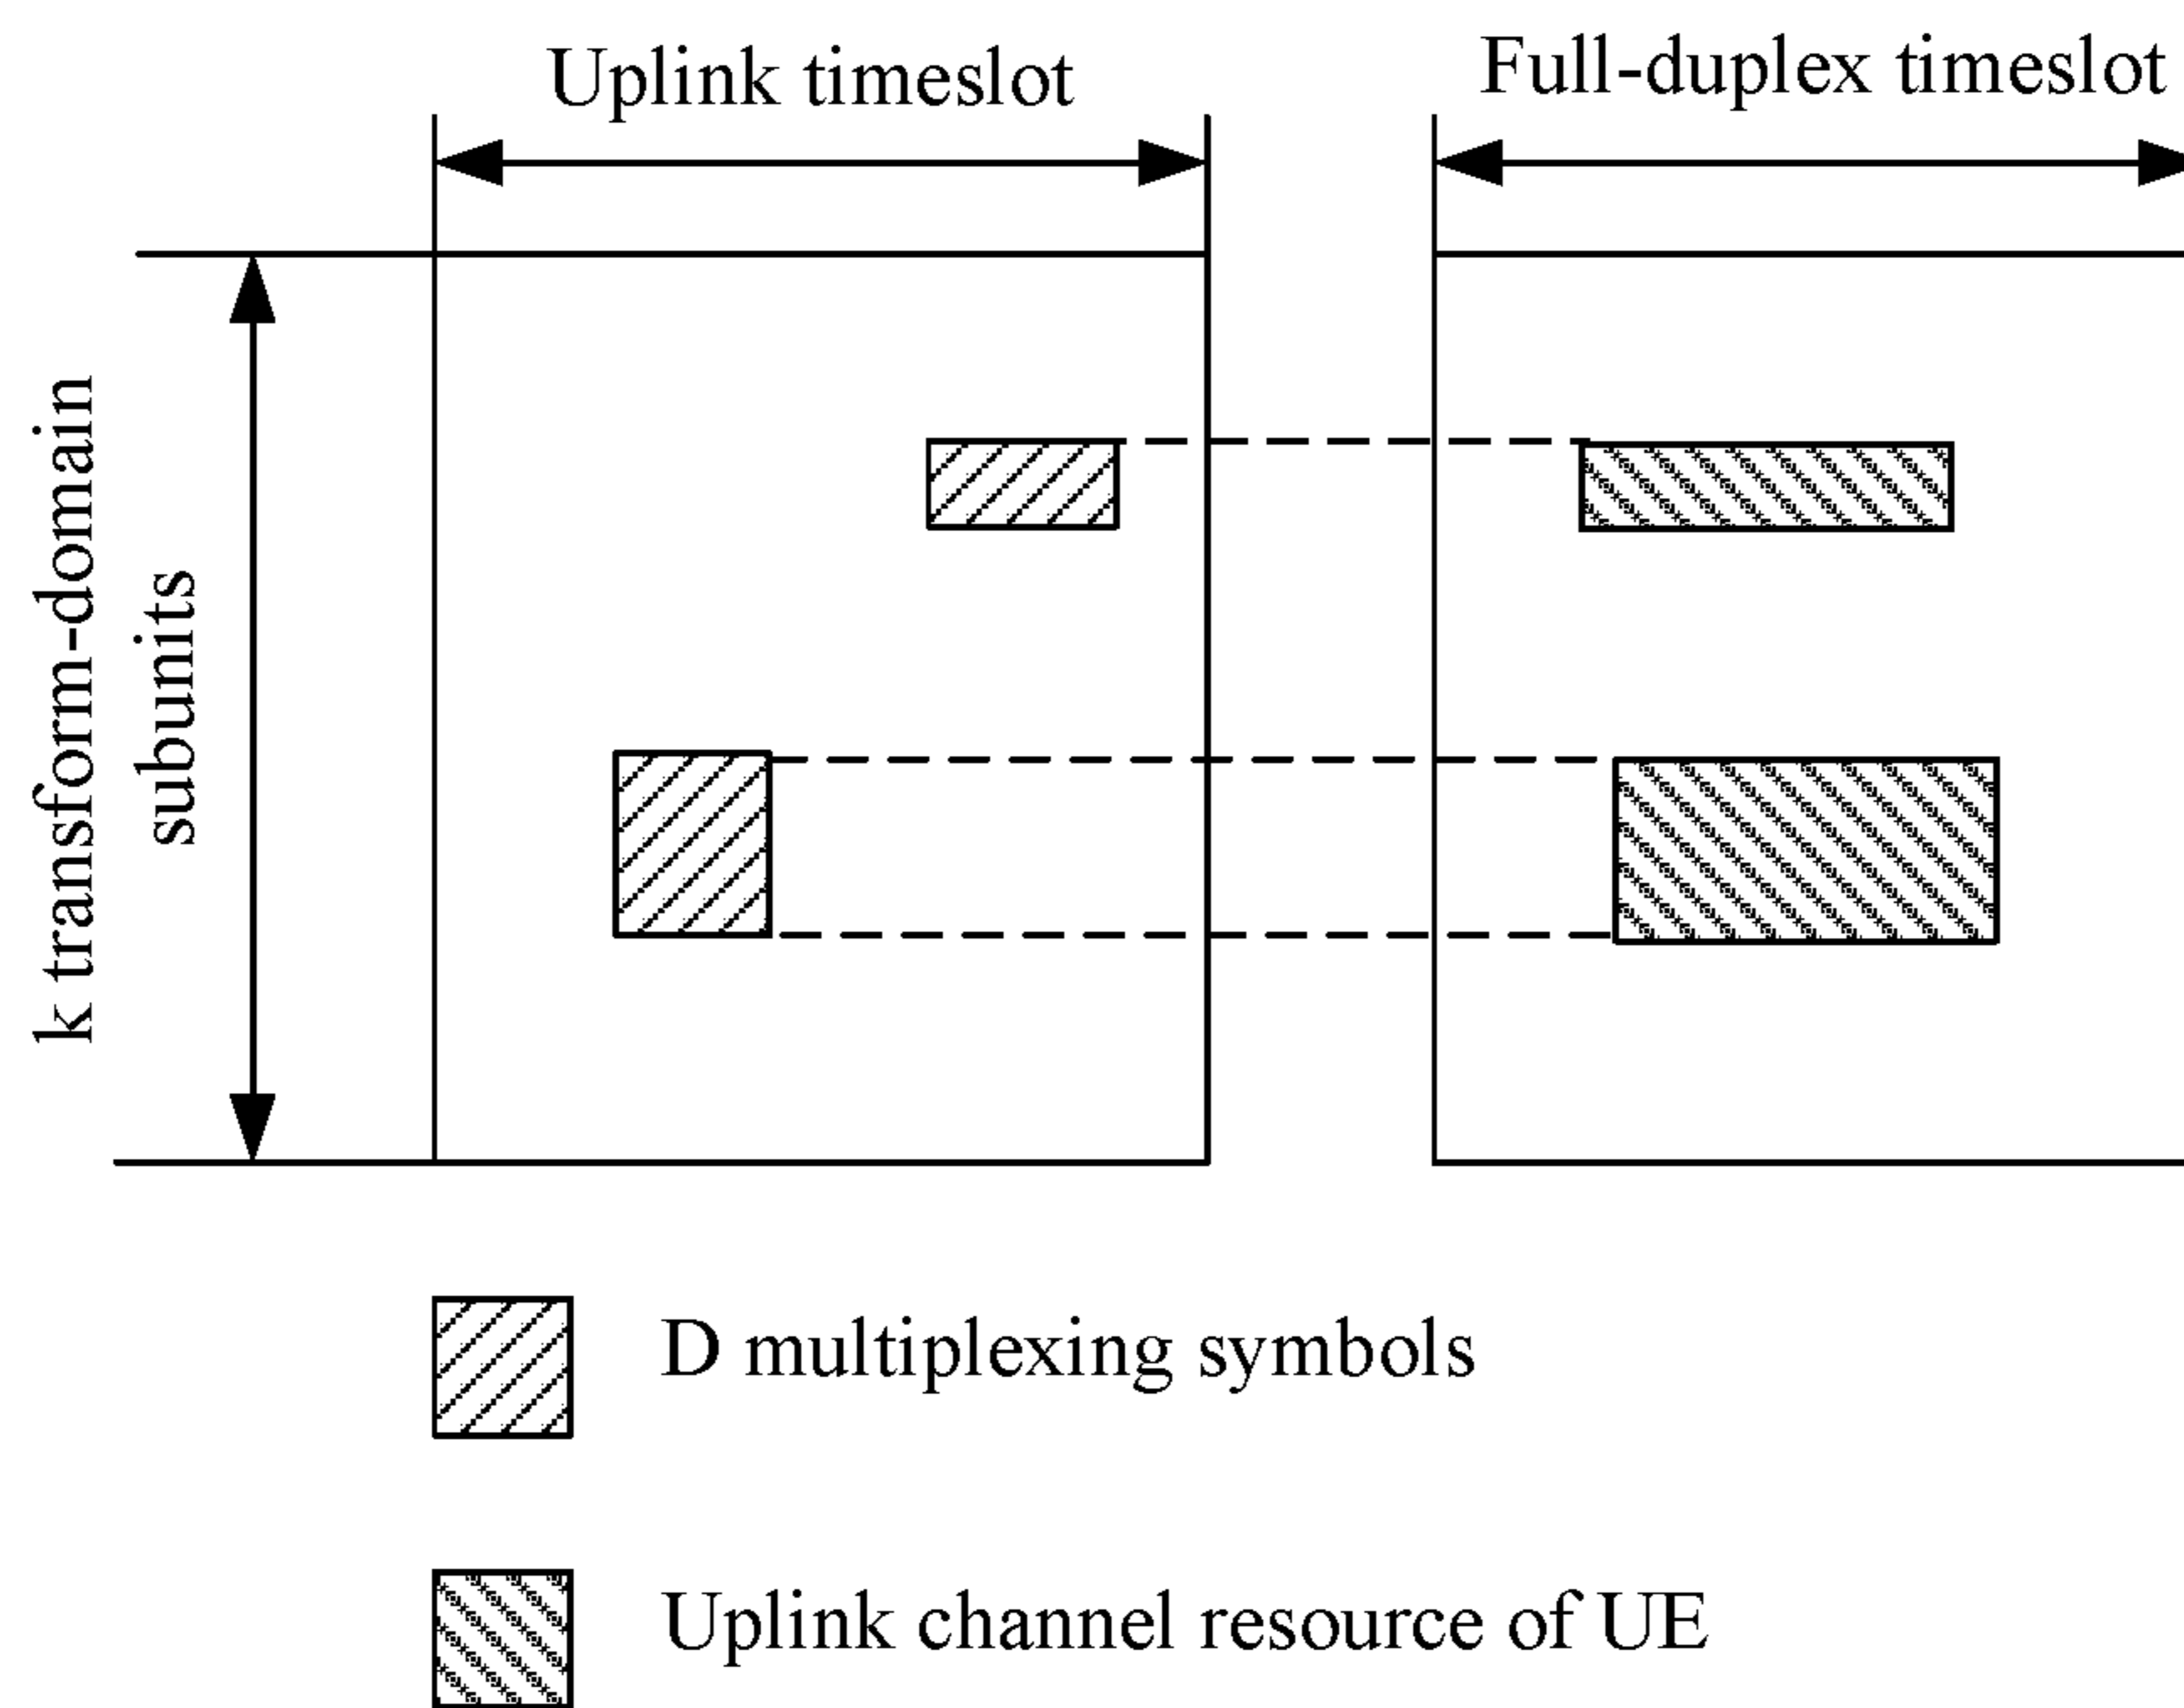 Uplink timeslot
Full-duplex timeslot
k transform-domain
subunits
D multiplexing symbols
Uplink channel resource of UE